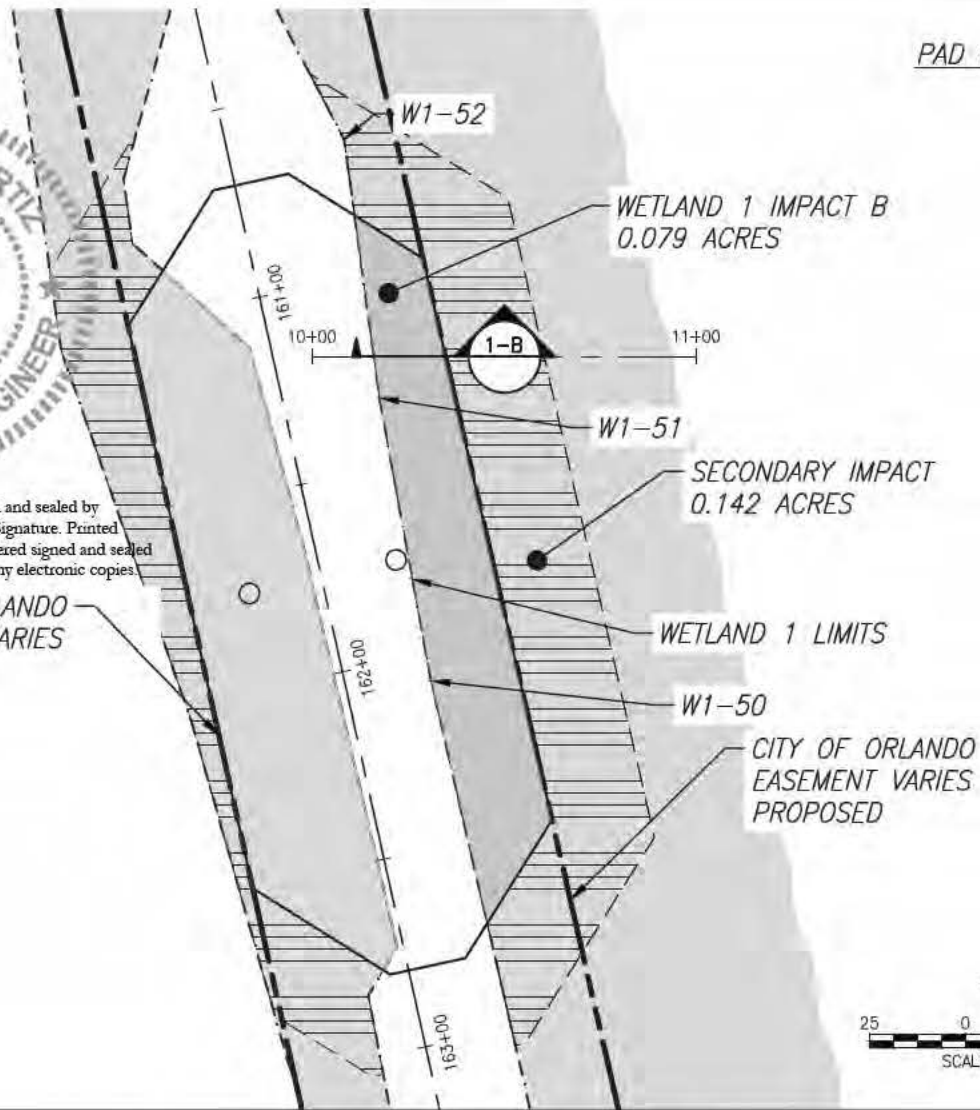 PAD
W1-52
WETLAND 1 IMPACT B
0.079 ACRES
161+00
10+00
1-B
11+00
GINEER
W1-51
SECONDARY IMPACT
0.142 ACRES
and sealed by
Signature. Printed
ered signed and sealed
ny electronic copies.
ANDO
ARIES
WETLAND 1 LIMITS
162+00
W1-50
CITY OF ORLANDO
EASEMENT VARIES
PROPOSED
163+00
25 0
SCAL